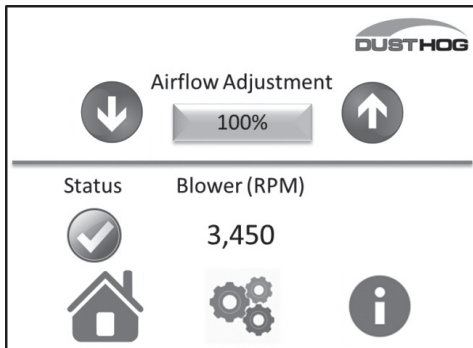 DUSTHOG
Airflow Adjustment
100%
Status Blower (RPM)
3,450